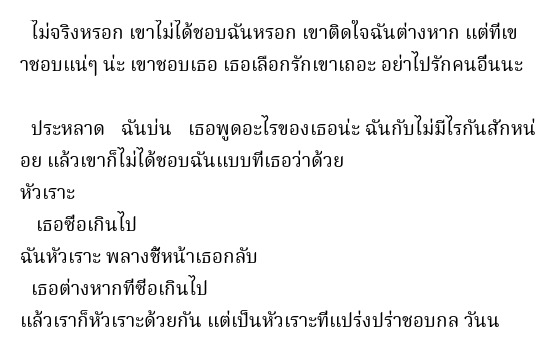 ไม่จริงหรอก เขาไม่ได้ชอบฉันหรอก เขาติดใจฉันต่างหาก แต่ที่เข
าชอบแน่ๆ น่ะ เขาชอบเธอ เธอเลือกรักเขาเถอะ อย่าไปรักคนอื่นนะ
ประหลาด ฉันบ่น เธอพูดอะไรของเธอน่ะ ฉันกับไม่มีไรกันสักหน่
อย แล้วเขาก็ไม่ได้ชอบฉันแบบที่เธอว่าด้วย
หัวเราะ
เธอซื่อเกินไป
ฉันหัวเราะ พลางชี้หน้าเธอกลับ
เธอต่างหากที่ซื่อเกินไป
แล้วเราก็หัวเราะด้วยกัน แต่เป็นหัวเราะที่แปร่งปร่าชอบกล วันน